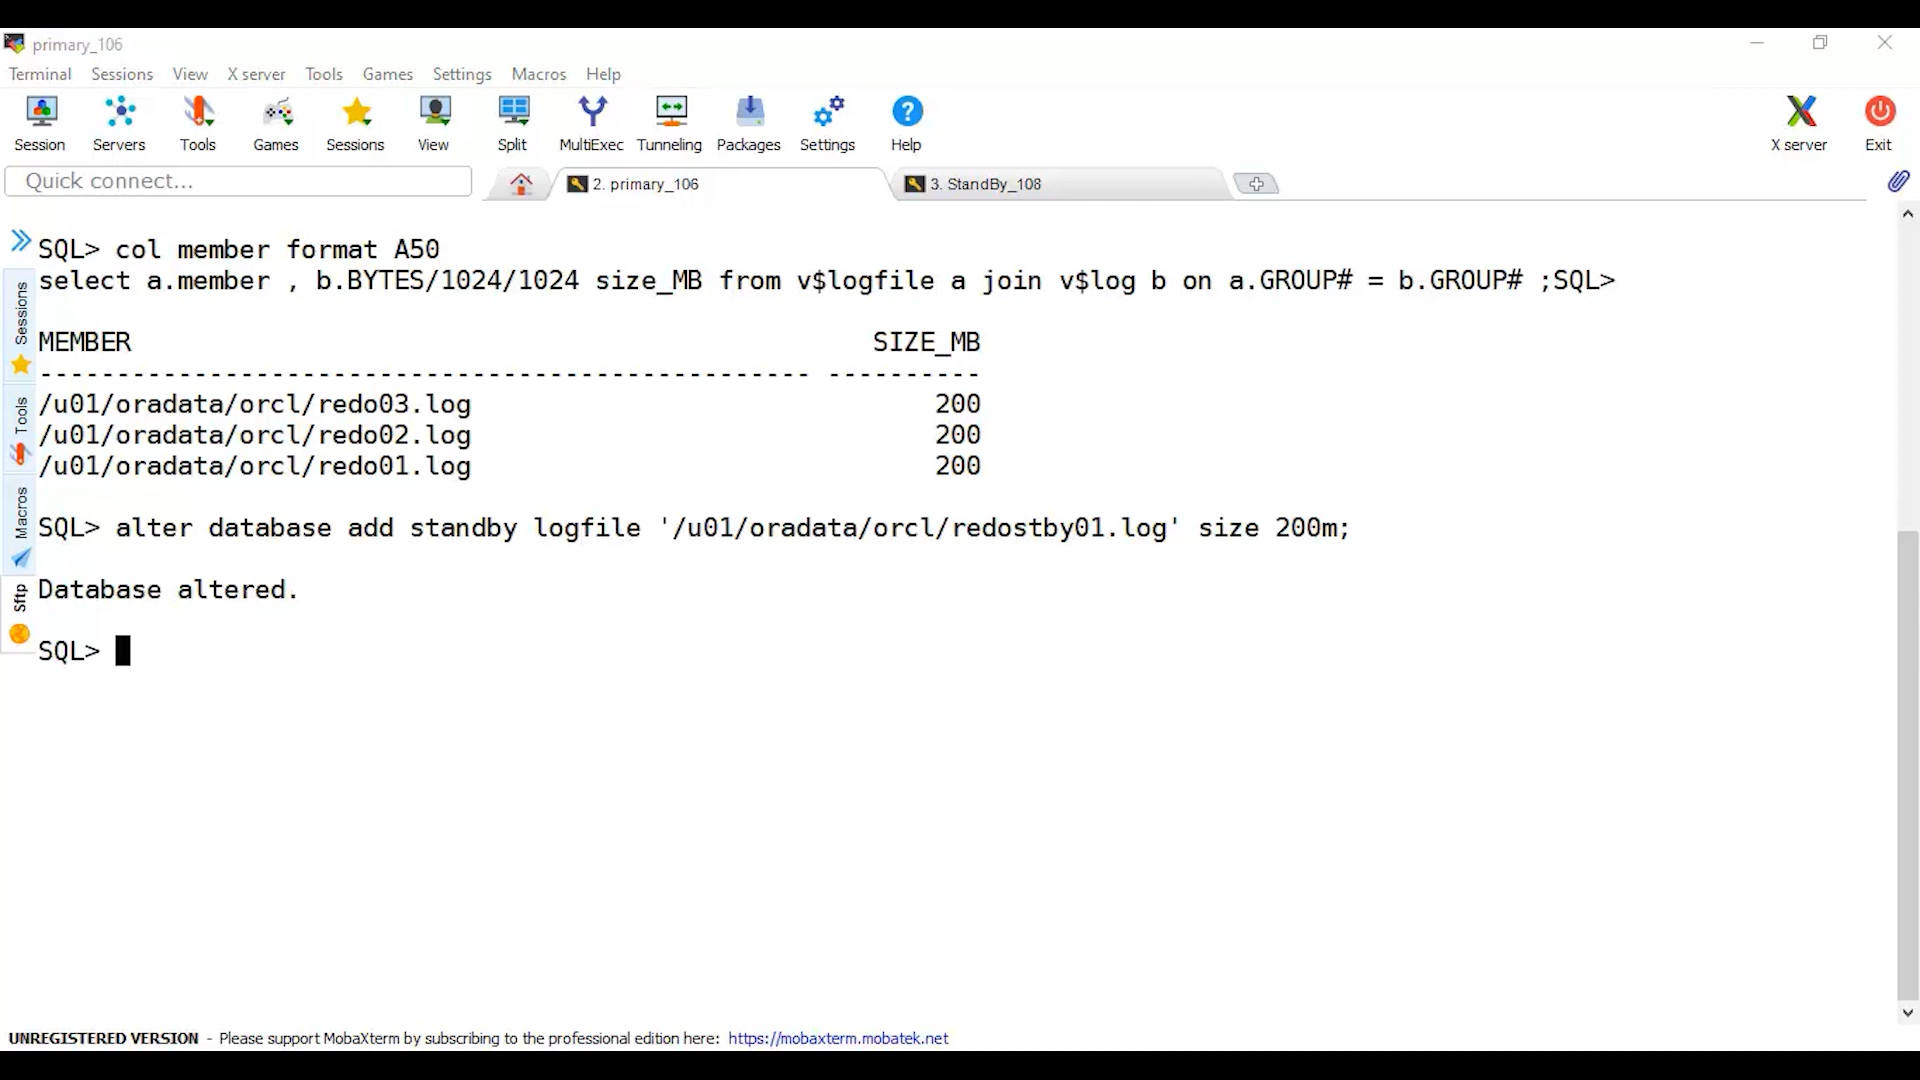 primary_106
Terminal Sessions View X server Tools Games Settings Macros Help
Session Servers Tools Games Sessions View Split MultiExec Tunneling Packages Settings Help X server Exit
Quick connect...
2. primary_106
3. StandBy_108
Sessions
Tools
Macros
Sftp
SQL> col member format A50
select a.member , b.BYTES/1024/1024 size_MB from v$logfile a join v$log b on a.GROUP# = b.GROUP# ;SQL>
MEMBER SIZE_MB
-------------------------------------------------- ----------
/u01/oradata/orcl/redo03.log 200
/u01/oradata/orcl/redo02.log 200
/u01/oradata/orcl/redo01.log 200
SQL> alter database add standby logfile '/u01/oradata/orcl/redostby01.log' size 200m;
Database altered.
SQL>
UNREGISTERED VERSION - Please support MobaXterm by subscribing to the professional edition here: https://mobaxterm.mobatek.net